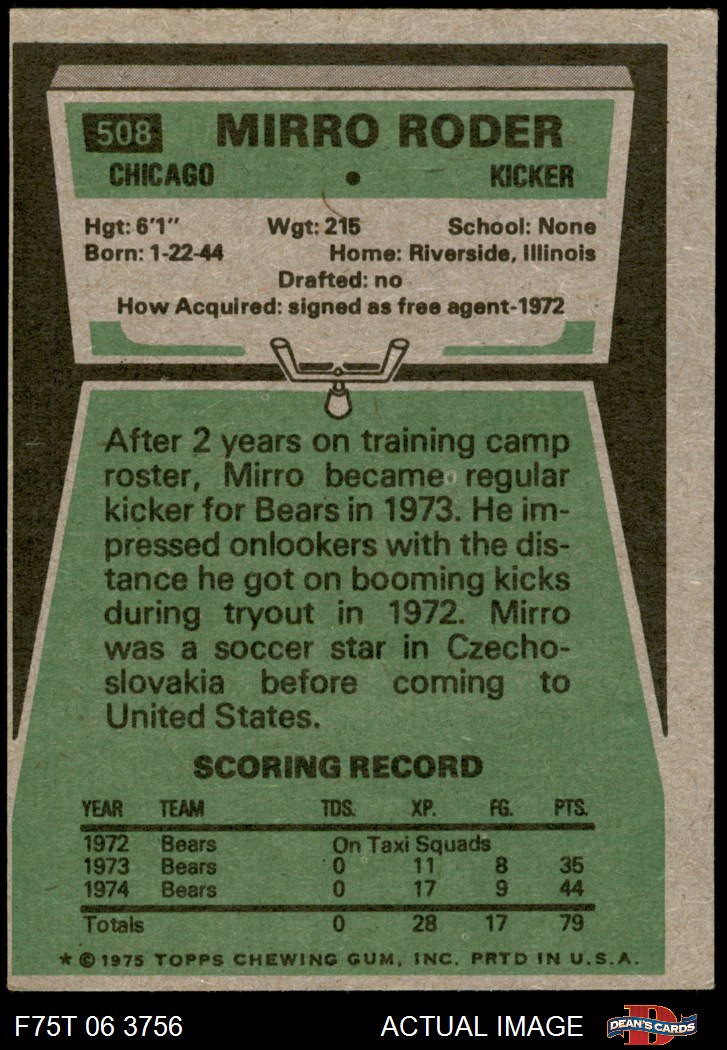 508 MIRRO RODER
CHICAGO • KICKER
Hgt: 6'1" Wgt: 215 School: None
Born: 1-22-44 Home: Riverside, Illinois
Drafted: no
How Acquired: signed as free agent-1972
After 2 years on training camp
roster, Mirro became regular
kicker for Bears in 1973. He im-
pressed onlookers with the dis-
tance he got on booming kicks
during tryout in 1972. Mirro
was a soccer star in Czecho-
slovakia before coming to
United States.
SCORING RECORD
YEAR TEAM TDS. XP. FG. PTS.
1972 Bears On Taxi Squads
1973 Bears 0 11 8 35
1974 Bears 0 17 9 44
Totals 0 28 17 79
* © 1975 TOPPS CHEWING GUM, INC. PRTD IN U.S.A.
F75T 06 3756 ACTUAL IMAGE D DEAN'S CARDS